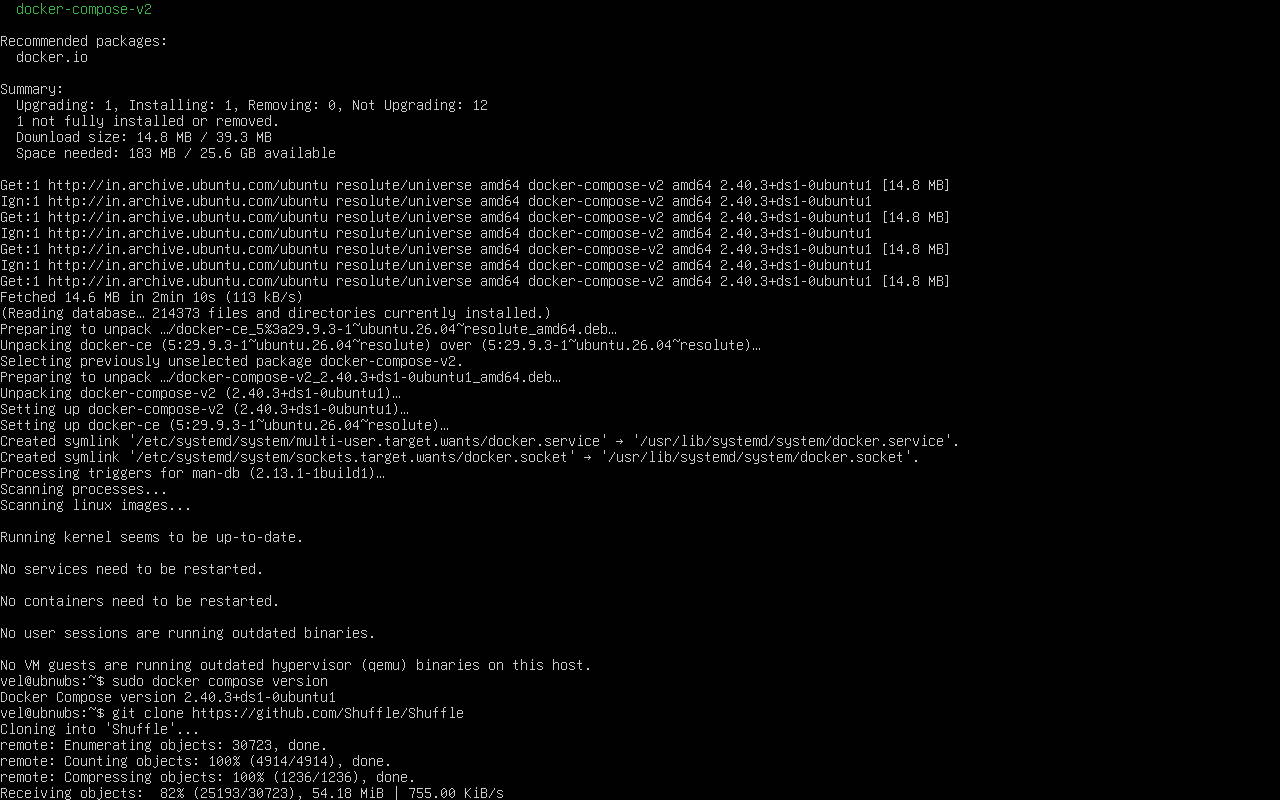 docker-compose-v2
Recommended packages:
docker.io
Summary:
Upgrading: 1, Installing: 1, Removing: 0, Not Upgrading: 12
1 not fully installed or removed.
Download size: 14.8 MB / 39.3 MB
Space needed: 183 MB / 25.6 GB available
Get:1 http://in.archive.ubuntu.com/ubuntu resolute/universe amd64 docker-compose-v2 amd64 2.40.3+ds1-0ubuntu1 [14.8 MB]
Ign:1 http://in.archive.ubuntu.com/ubuntu resolute/universe amd64 docker-compose-v2 amd64 2.40.3+ds1-0ubuntu1
Get:1 http://in.archive.ubuntu.com/ubuntu resolute/universe amd64 docker-compose-v2 amd64 2.40.3+ds1-0ubuntu1 [14.8 MB]
Ign:1 http://in.archive.ubuntu.com/ubuntu resolute/universe amd64 docker-compose-v2 amd64 2.40.3+ds1-0ubuntu1
Get:1 http://in.archive.ubuntu.com/ubuntu resolute/universe amd64 docker-compose-v2 amd64 2.40.3+ds1-0ubuntu1 [14.8 MB]
Ign:1 http://in.archive.ubuntu.com/ubuntu resolute/universe amd64 docker-compose-v2 amd64 2.40.3+ds1-0ubuntu1
Get:1 http://in.archive.ubuntu.com/ubuntu resolute/universe amd64 docker-compose-v2 amd64 2.40.3+ds1-0ubuntu1 [14.8 MB]
Fetched 14.6 MB in 2min 10s (113 kB/s)
(Reading database… 214373 files and directories currently installed.)
Preparing to unpack …/docker-ce_5%3a29.9.3-1~ubuntu.26.04~resolute_amd64.deb…
Unpacking docker-ce (5:29.9.3-1~ubuntu.26.04~resolute) over (5:29.9.3-1~ubuntu.26.04~resolute)…
Selecting previously unselected package docker-compose-v2.
Preparing to unpack …/docker-compose-v2_2.40.3+ds1-0ubuntu1_amd64.deb…
Unpacking docker-compose-v2 (2.40.3+ds1-0ubuntu1)…
Setting up docker-compose-v2 (2.40.3+ds1-0ubuntu1)…
Setting up docker-ce (5:29.9.3-1~ubuntu.26.04~resolute)…
Created symlink '/etc/systemd/system/multi-user.target.wants/docker.service' → '/usr/lib/systemd/system/docker.service'.
Created symlink '/etc/systemd/system/sockets.target.wants/docker.socket' → '/usr/lib/systemd/system/docker.socket'.
Processing triggers for man-db (2.13.1-1build1)…
Scanning processes...
Scanning linux images...
Running kernel seems to be up-to-date.
No services need to be restarted.
No containers need to be restarted.
No user sessions are running outdated binaries.
No VM guests are running outdated hypervisor (qemu) binaries on this host.
vel@ubnwbs:~$ sudo docker compose version
Docker Compose version 2.40.3+ds1-0ubuntu1
vel@ubnwbs:~$ git clone https://github.com/Shuffle/Shuffle
Cloning into 'Shuffle'...
remote: Enumerating objects: 30723, done.
remote: Counting objects: 100% (4914/4914), done.
remote: Compressing objects: 100% (1236/1236), done.
Receiving objects:  82% (25193/30723), 54.18 MiB | 755.00 KiB/s